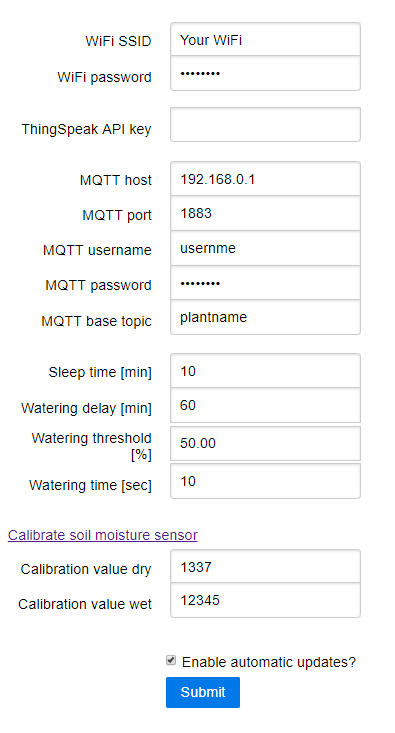 WiFi SSID Your WiFi
WiFi password ••••••••
ThingSpeak API key
MQTT host 192.168.0.1
MQTT port 1883
MQTT username usernme
MQTT password ••••••••
MQTT base topic plantname
Sleep time [min] 10
Watering delay [min] 60
Watering threshold
[%] 50.00
Watering time [sec] 10
Calibrate soil moisture sensor
Calibration value dry 1337
Calibration value wet 12345
Enable automatic updates?
Submit